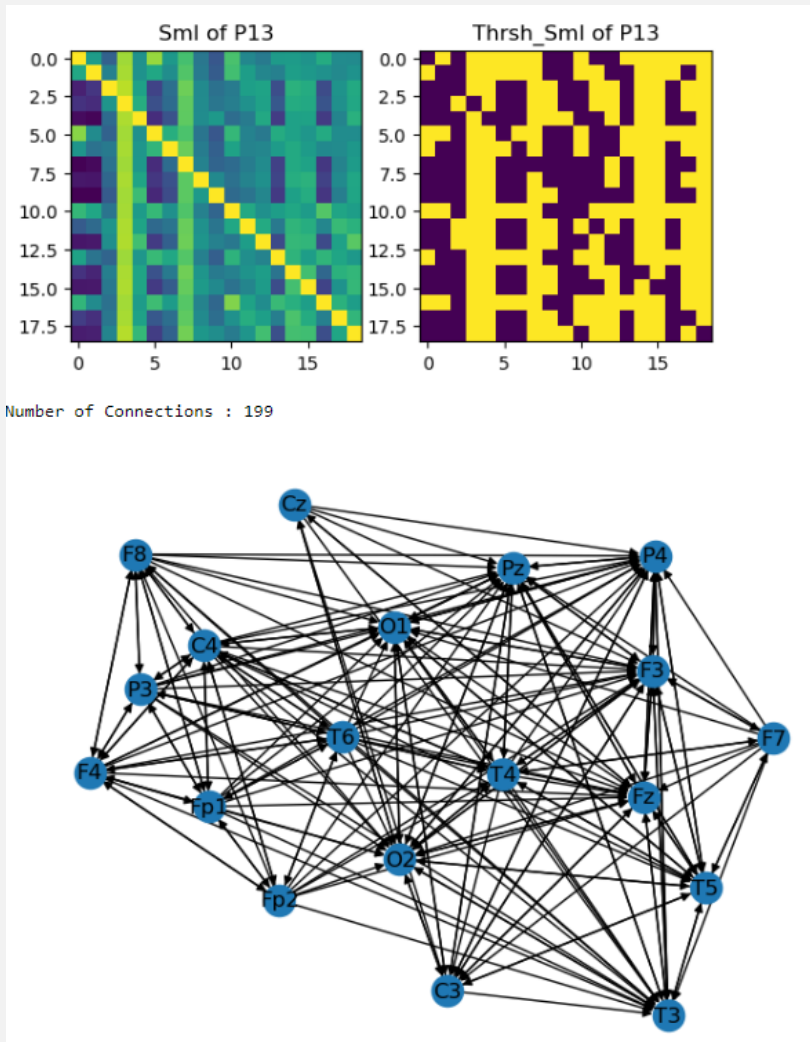 Sml of P13 Thrsh_Sml of P13
0.0 0.0
2.5 2.5
5.0 5.0
7.5 7.5
10.0 10.0
12.5 12.5
15.0 15.0
17.5 17.5
0 5 10 15 0 5 10 15
Number of Connections : 199
Cz
F8 P4
Pz
O1
C4
F3
P3
T6 F7
F4 T4
Fz
Fp1
O2
T5
Fp2
C3
T3